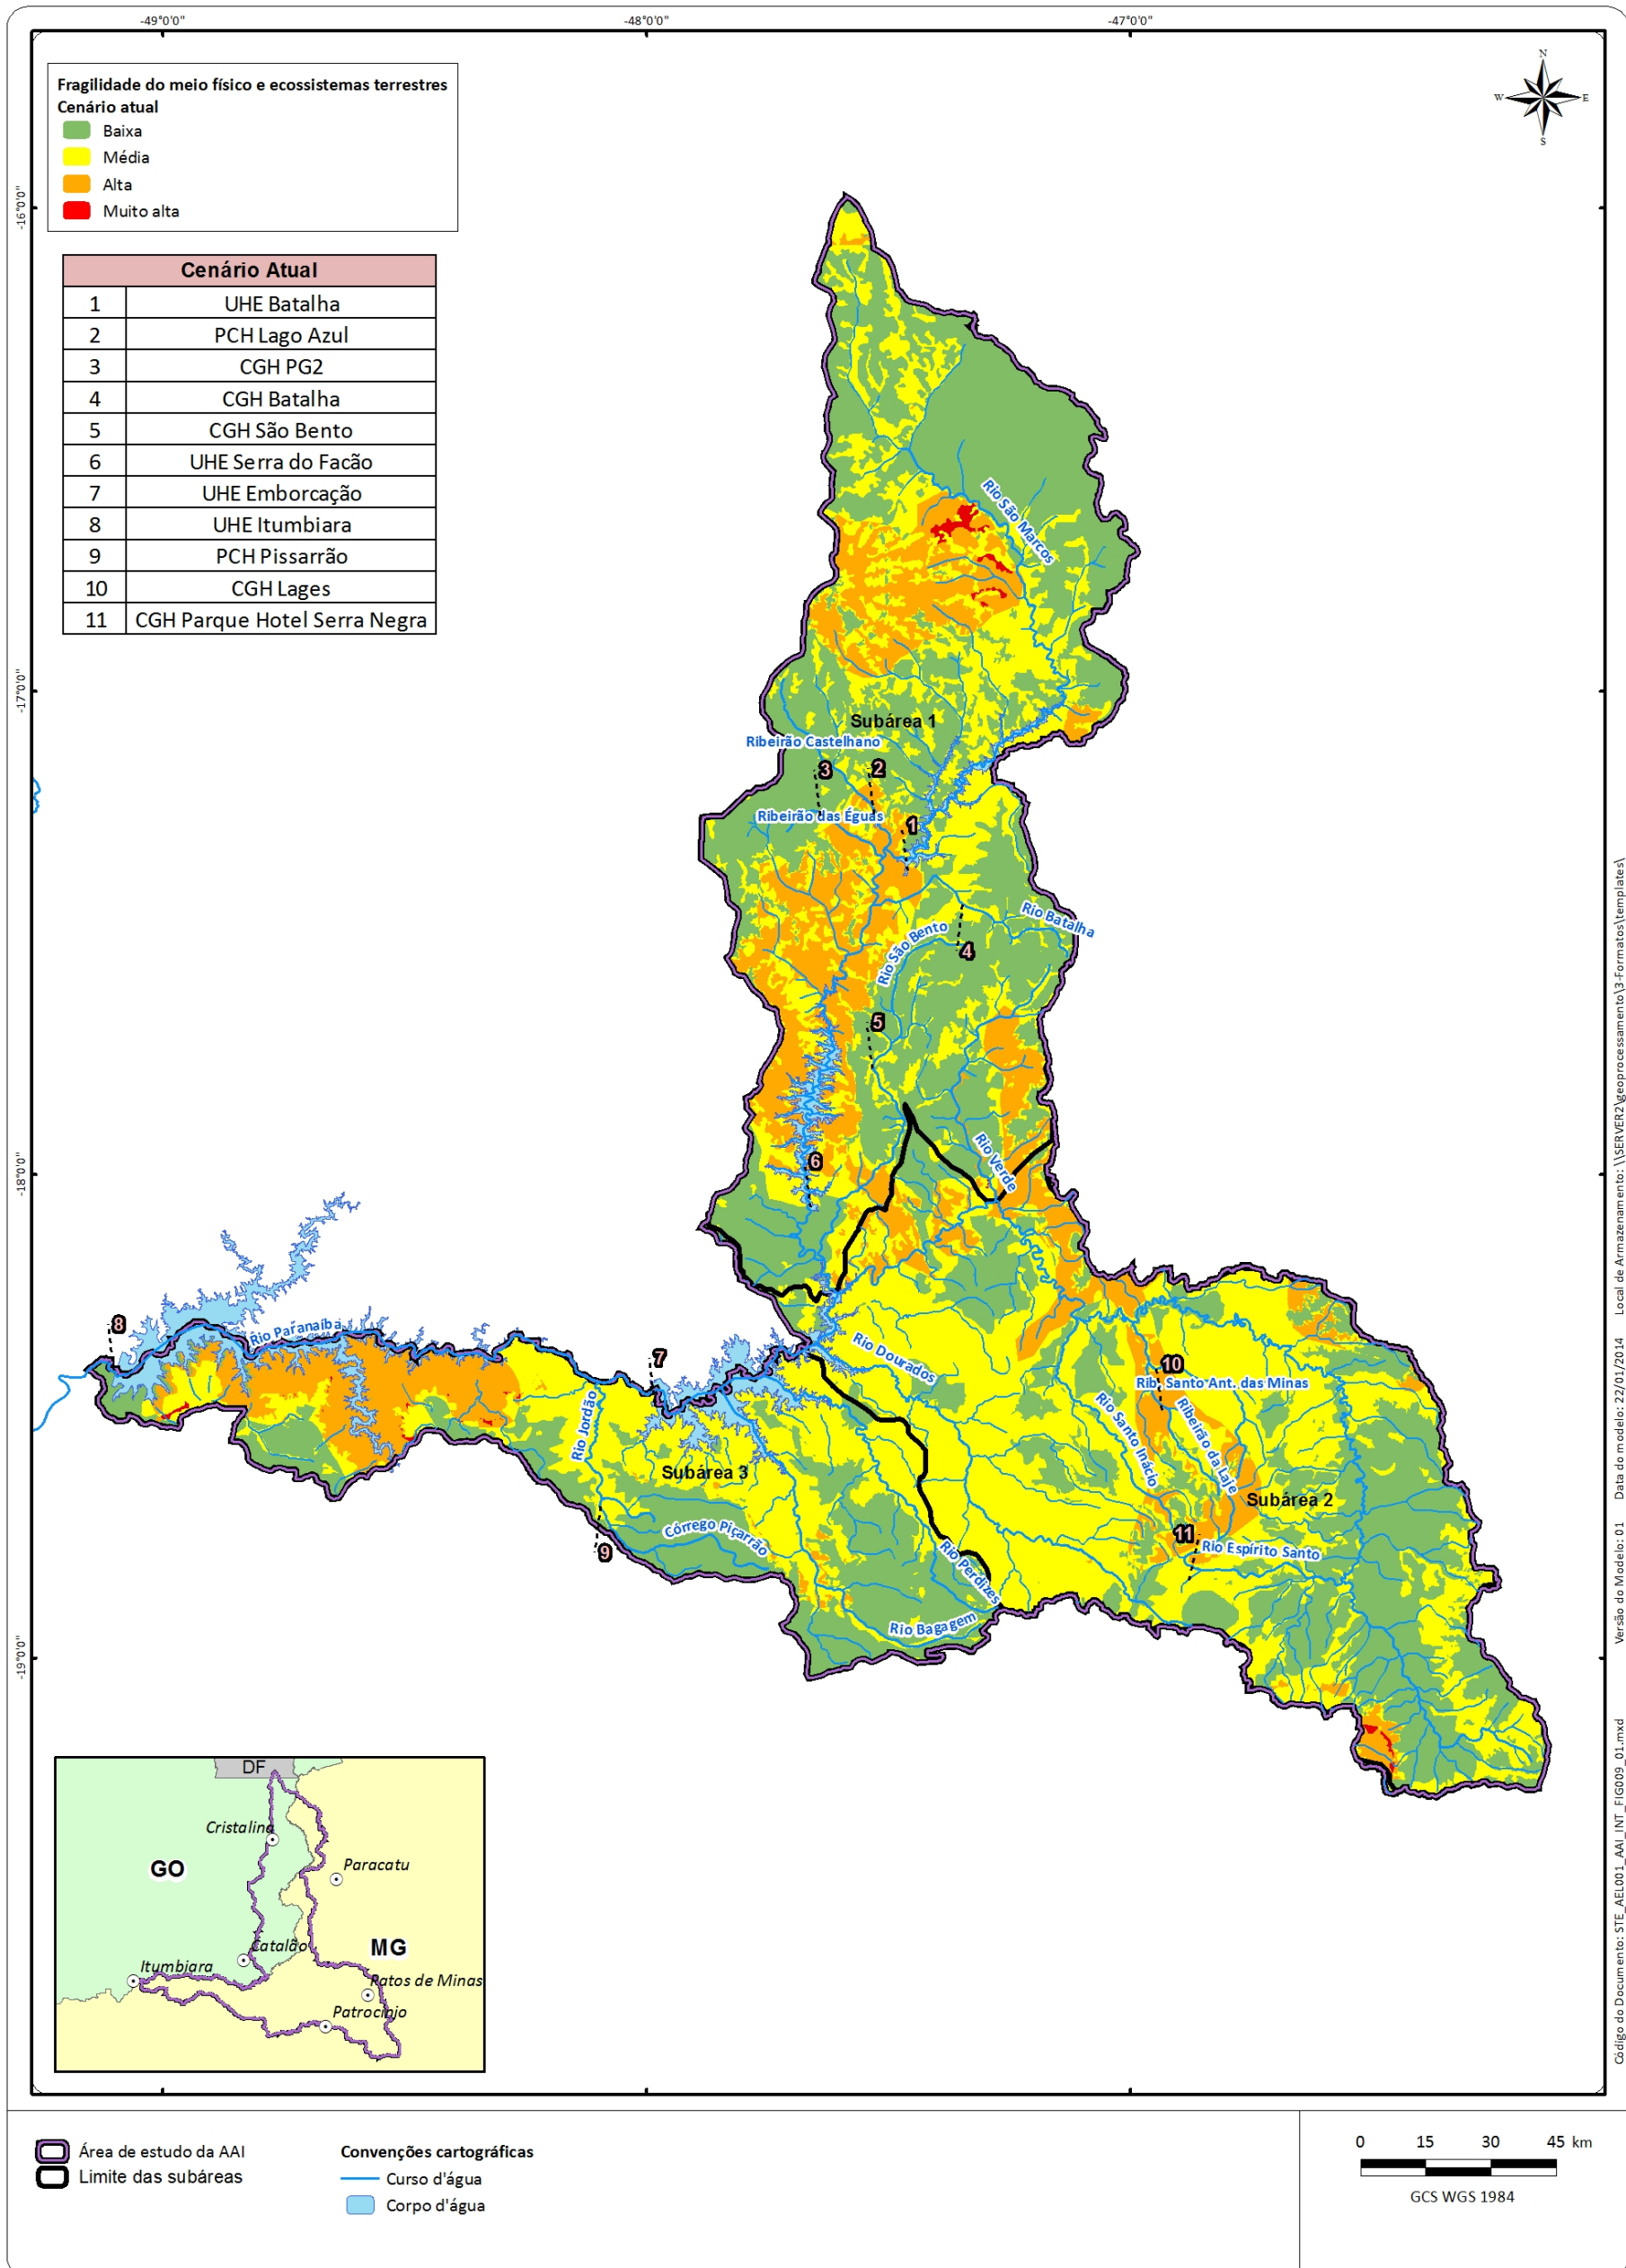 -49°0'0"
-48°0'0"
-47°0'0"
N
W
E
S
Fragilidade do meio físico e ecossistemas terrestres
Cenário atual
Baixa
Média
Alta
Muito alta
Cenário Atual
1 UHE Batalha
2 PCH Lago Azul
3 CGH PG2
4 CGH Batalha
5 CGH São Bento
6 UHE Serra do Facão
7 UHE Emborcação
8 UHE Itumbiara
9 PCH Pissarrão
10 CGH Lages
11 CGH Parque Hotel Serra Negra
-16°0'0"
-17°0'0"
-18°0'0"
-19°0'0"
Rio São Marcos
Subárea 1
Ribeirão Castelhano
3
2
Ribeirão das Éguas
1
Rio Batalha
Rio São Bento
4
5
Rio Verde
6
8
Rio Paranaíba
7
Rio Dourados
10
Rib. Santo Ant. das Minas
Rio Jordão
Rio Santo Inácio
Ribeirão da Laje
Subárea 3
Subárea 2
Córrego Piçarrão
11
Rio Espírito Santo
9
Rio Perdizes
Rio Bagagem
DF
Cristalina
GO
Paracatu
MG
Catalão
Itumbiara
Patos de Minas
Patrocínio
Área de estudo da AAI
Limite das subáreas
Convenções cartográficas
Curso d'água
Corpo d'água
0 15 30 45 km
GCS WGS 1984
Código do Documento: STE_AEL001_AAI_INT_FIG009_01.mxd
Versão do Modelo: 01
Data do modelo: 22/01/2014
Local de Armazenamento: \\SERVER2\geoprocessamento\3-Formatos\templates\